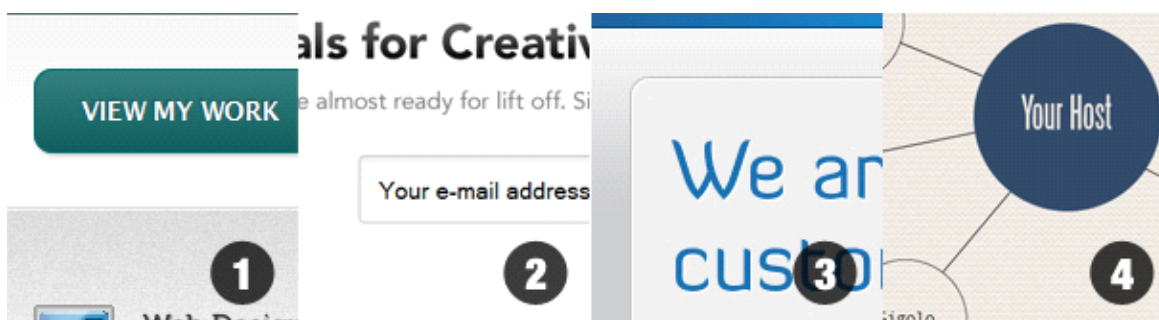 VIEW MY WORK
1
als for Creativ
e almost ready for lift off. Si
Your e-mail address
2
We ar
custo
3
Your Host
4
Sigolo